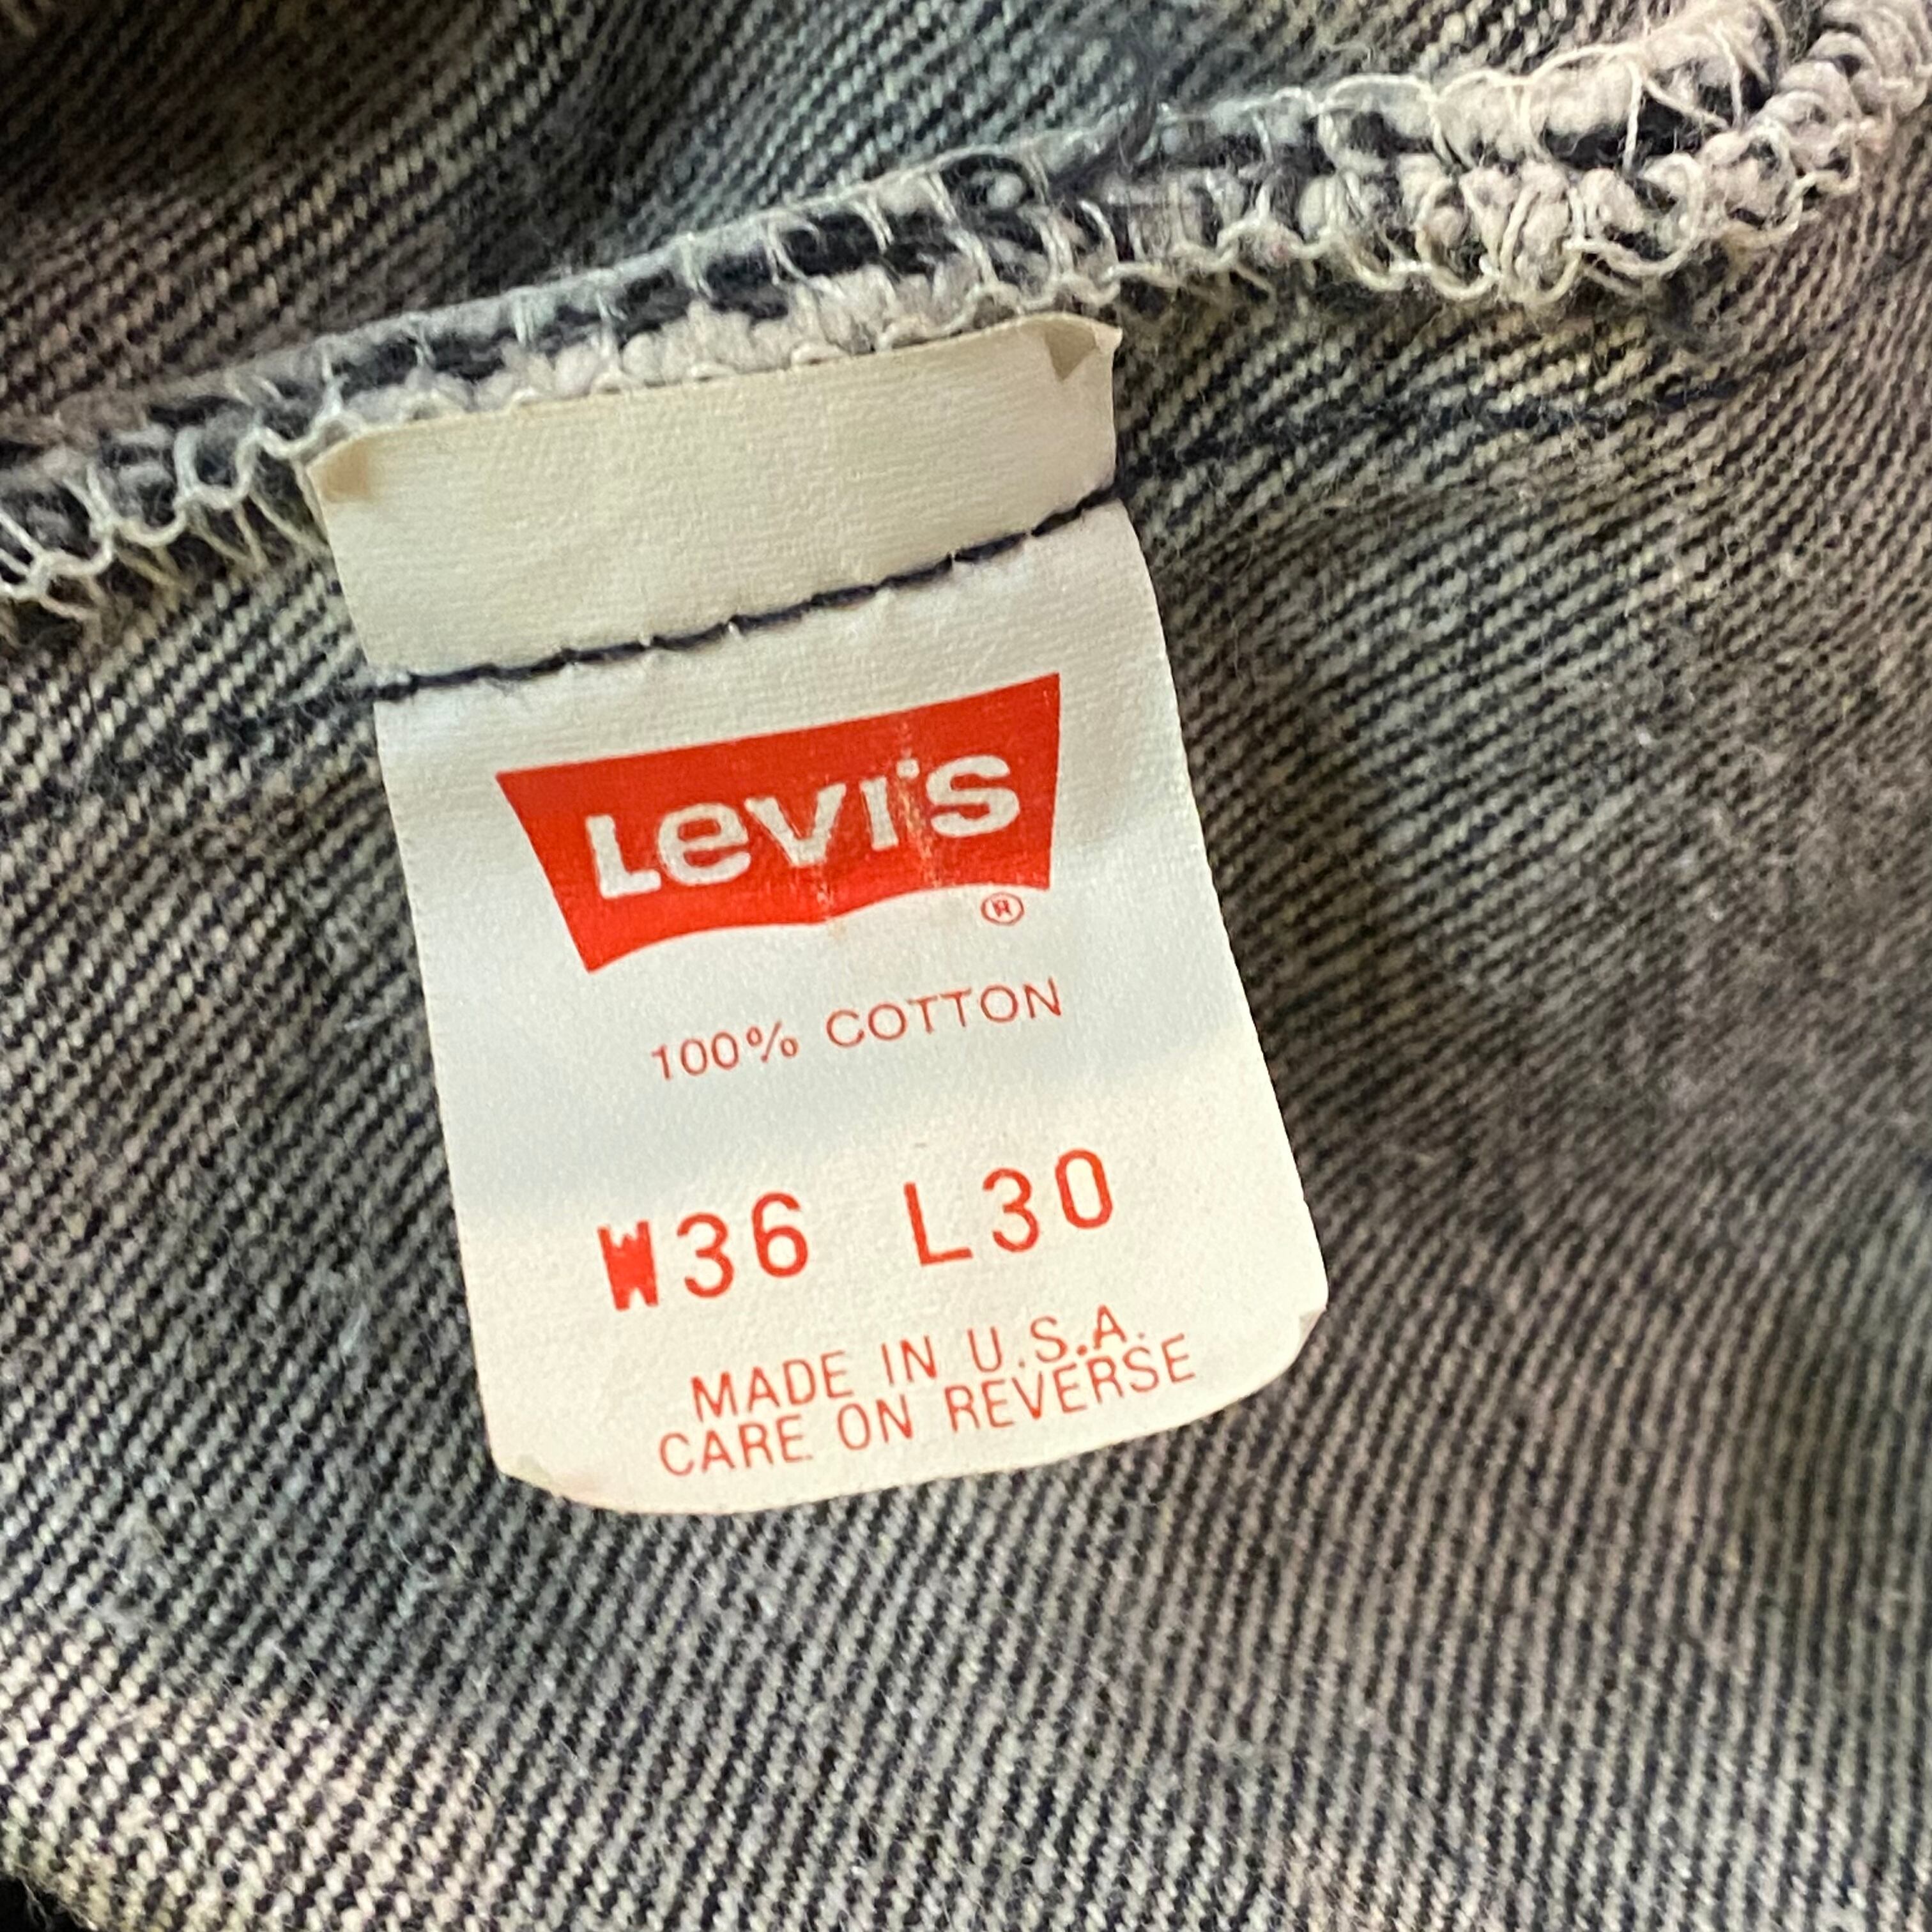 Levi's
®
100% COTTON
W36 L30
MADE IN U.S.A.
CARE ON REVERSE